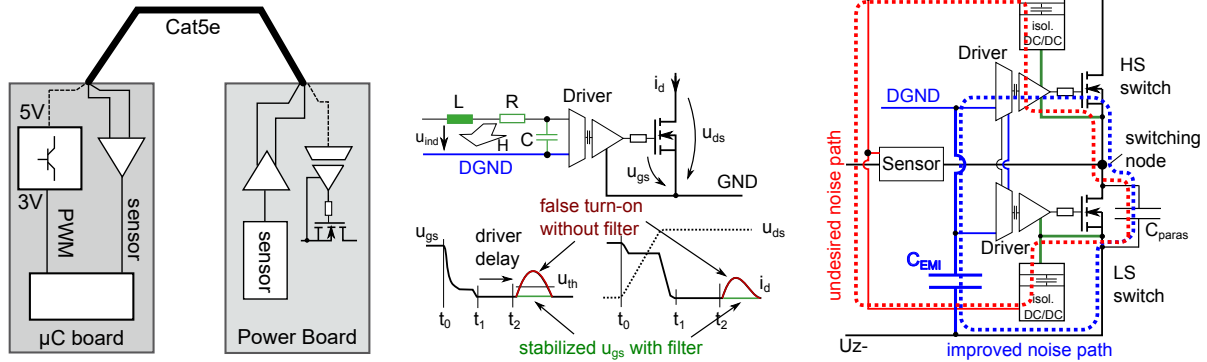 Cat5e
5V
3V
PWM
sensor
µC board
sensor
Power Board
L
R
Driver
i_d
u_ind
H
C
u_ds
DGND
u_gs
GND
u_gs
driver
delay
false turn-on
without filter
u_th
u_ds
i_d
t_0
t_1
t_2
t_0
t_1
t_2
stabilized u_gs with filter
undesired noise path
isol.
DC/DC
Driver
HS
switch
DGND
switching
node
Sensor
C_paras
Driver
C_EMI
LS
switch
isol.
DC/DC
Uz-
improved noise path